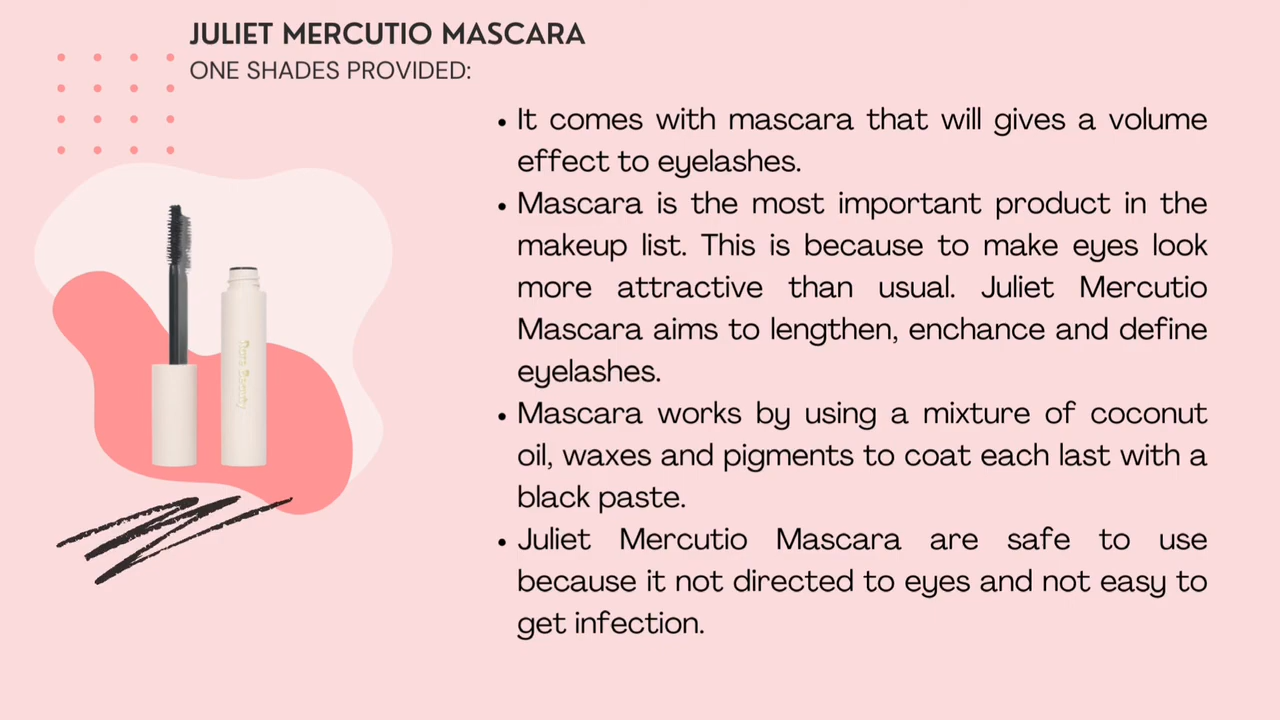 JULIET MERCUTIO MASCARA
ONE SHADES PROVIDED:
• It comes with mascara that will gives a volume
effect to eyelashes.
• Mascara is the most important product in the
makeup list. This is because to make eyes look
more attractive than usual. Juliet Mercutio
Mascara aims to lengthen, enchance and define
eyelashes.
• Mascara works by using a mixture of coconut
oil, waxes and pigments to coat each last with a
black paste.
• Juliet Mercutio Mascara are safe to use
because it not directed to eyes and not easy to
get infection.
Beauty